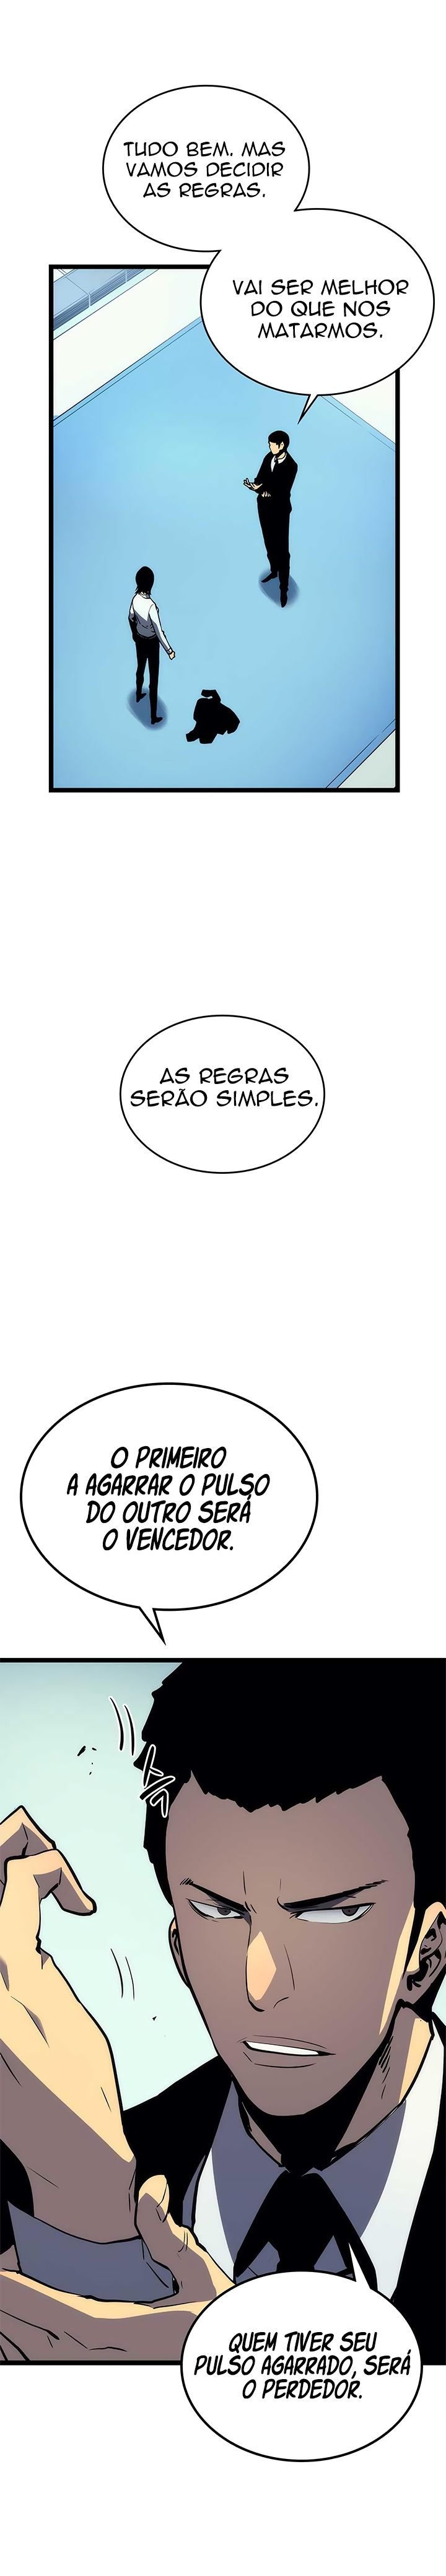 TUDO BEM. MAS
VAMOS DECIDIR
AS REGRAS.
VAI SER MELHOR
DO QUE NOS
MATARMOS.
AS REGRAS
SERÃO SIMPLES.
O PRIMEIRO
A AGARRAR O PULSO
DO OUTRO SERÁ
O VENCEDOR.
QUEM TIVER SEU
PULSO AGARRADO, SERÁ
O PERDEDOR.